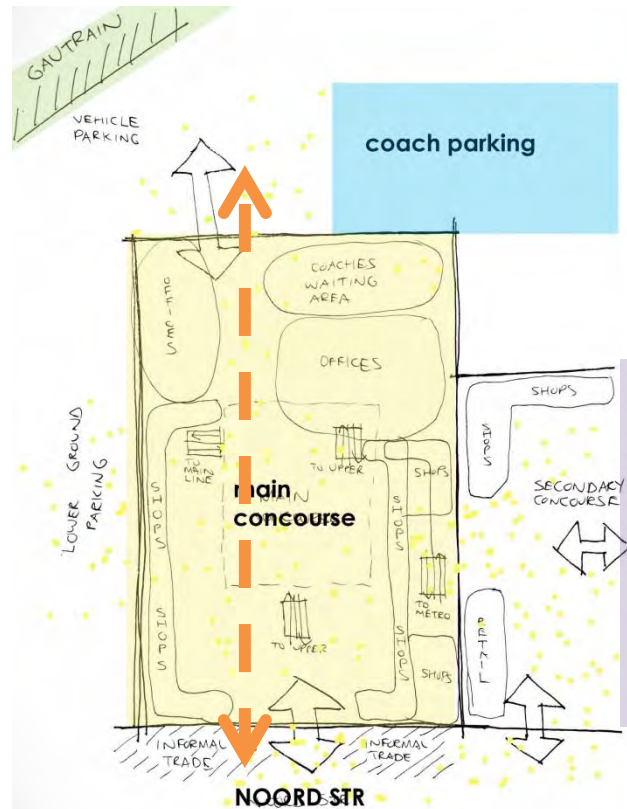 GAUTRAIN
VEHICLE
PARKING
coach parking
OFFICES
COACHES
WAITING
AREA
OFFICES
SHOPS
SHOPS
LOWER GROUND
PARKING
TO
MAIN
LINE
TO UPPER
SHOPS
SECONDARY
CONCOURSE
main
concourse
MAIN
SHOPS
SHOPS
TO
METRO
SHOPS
TO UPPER
SHOPS
SHOPS
RETAIL
INFORMAL
TRADE
INFORMAL
TRADE
NOORD STR